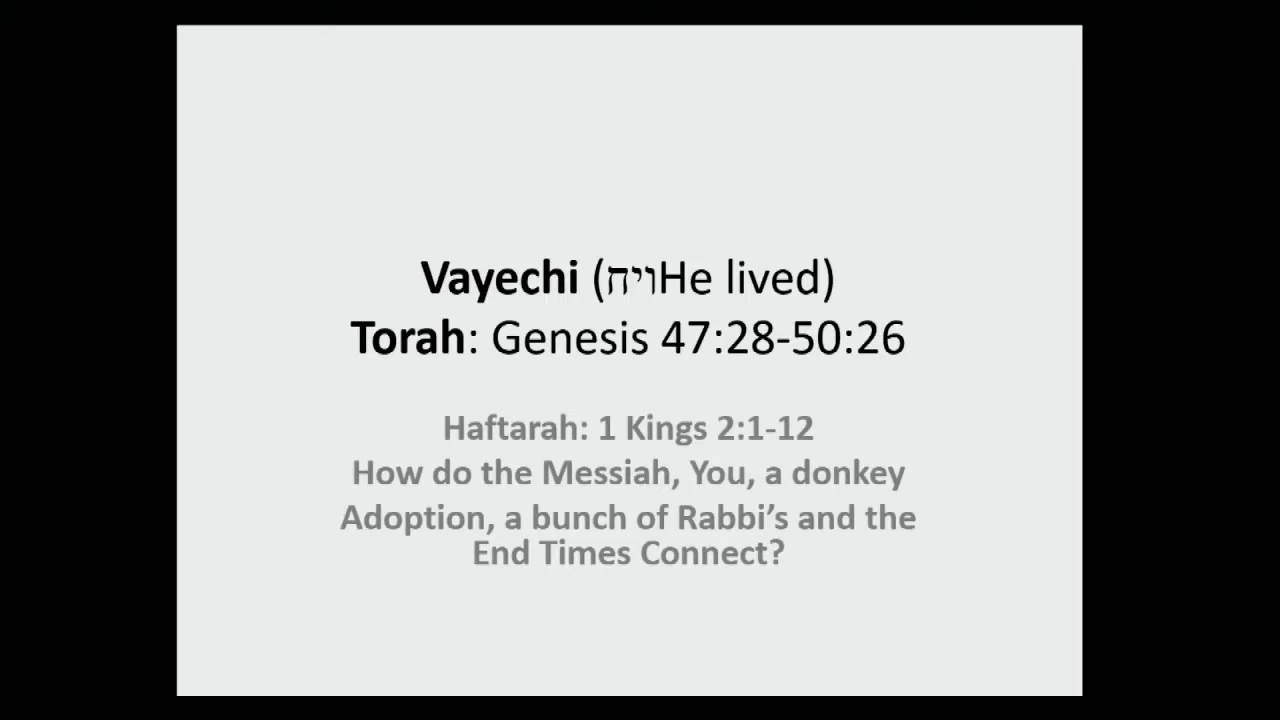 Vayechi (ויחHe lived)
Torah: Genesis 47:28-50:26
Haftarah: 1 Kings 2:1-12
How do the Messiah, You, a donkey
Adoption, a bunch of Rabbi’s and the
End Times Connect?